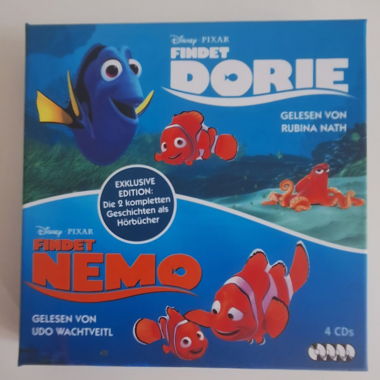 Disney · PIXAR
FINDET
DORIE
GELESEN VON
RUBINA NATH
EXKLUSIVE
EDITION:
Die 2 kompletten
Geschichten als
Hörbücher
Disney · PIXAR
FINDET
NEMO
GELESEN VON
UDO WACHTVEITL
4 CDs